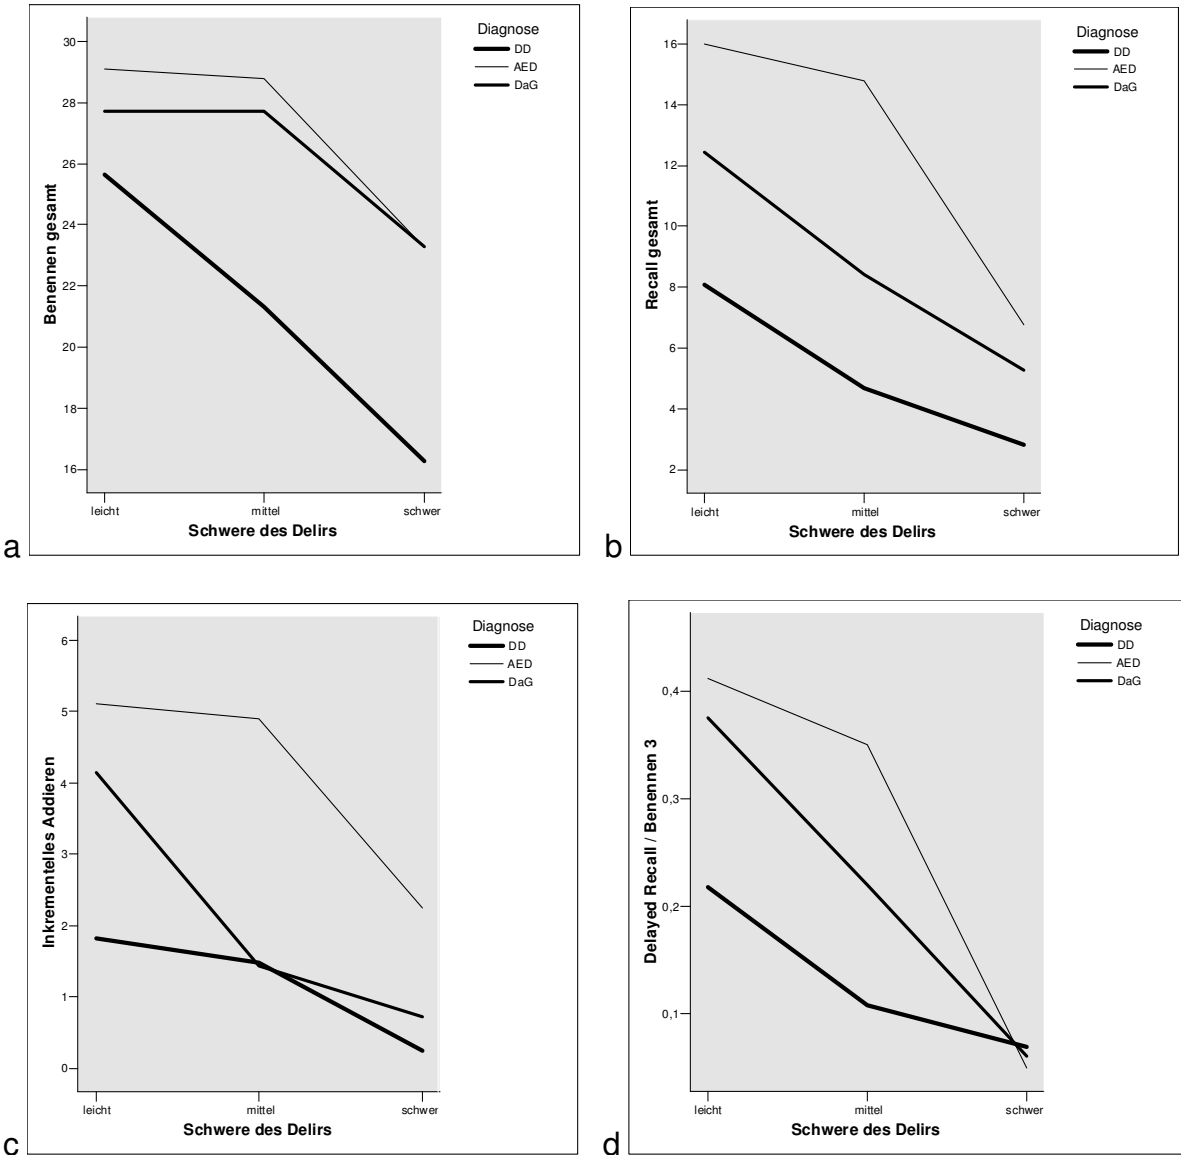 Diagnose
DD
AED
DaG
Benennen gesamt
30
28
26
24
22
20
18
16
leicht
mittel
schwer
Schwere des Delirs
a
Diagnose
DD
AED
DaG
Recall gesamt
16
14
12
10
8
6
4
2
leicht
mittel
schwer
Schwere des Delirs
b
Diagnose
DD
AED
DaG
Inkrementelles Addieren
6
5
4
3
2
1
0
leicht
mittel
schwer
Schwere des Delirs
c
Diagnose
DD
AED
DaG
Delayed Recall / Benennen 3
0,4
0,3
0,2
0,1
leicht
mittel
schwer
Schwere des Delirs
d